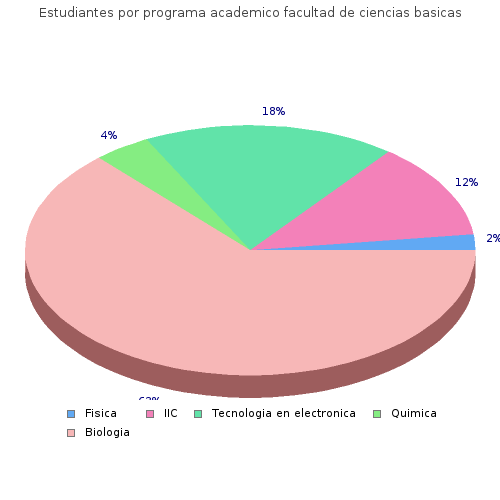 Estudiantes por programa academico facultad de ciencias basicas
18%
4%
12%
2%
Fisica IIC Tecnologia en electronica Quimica
Biologia